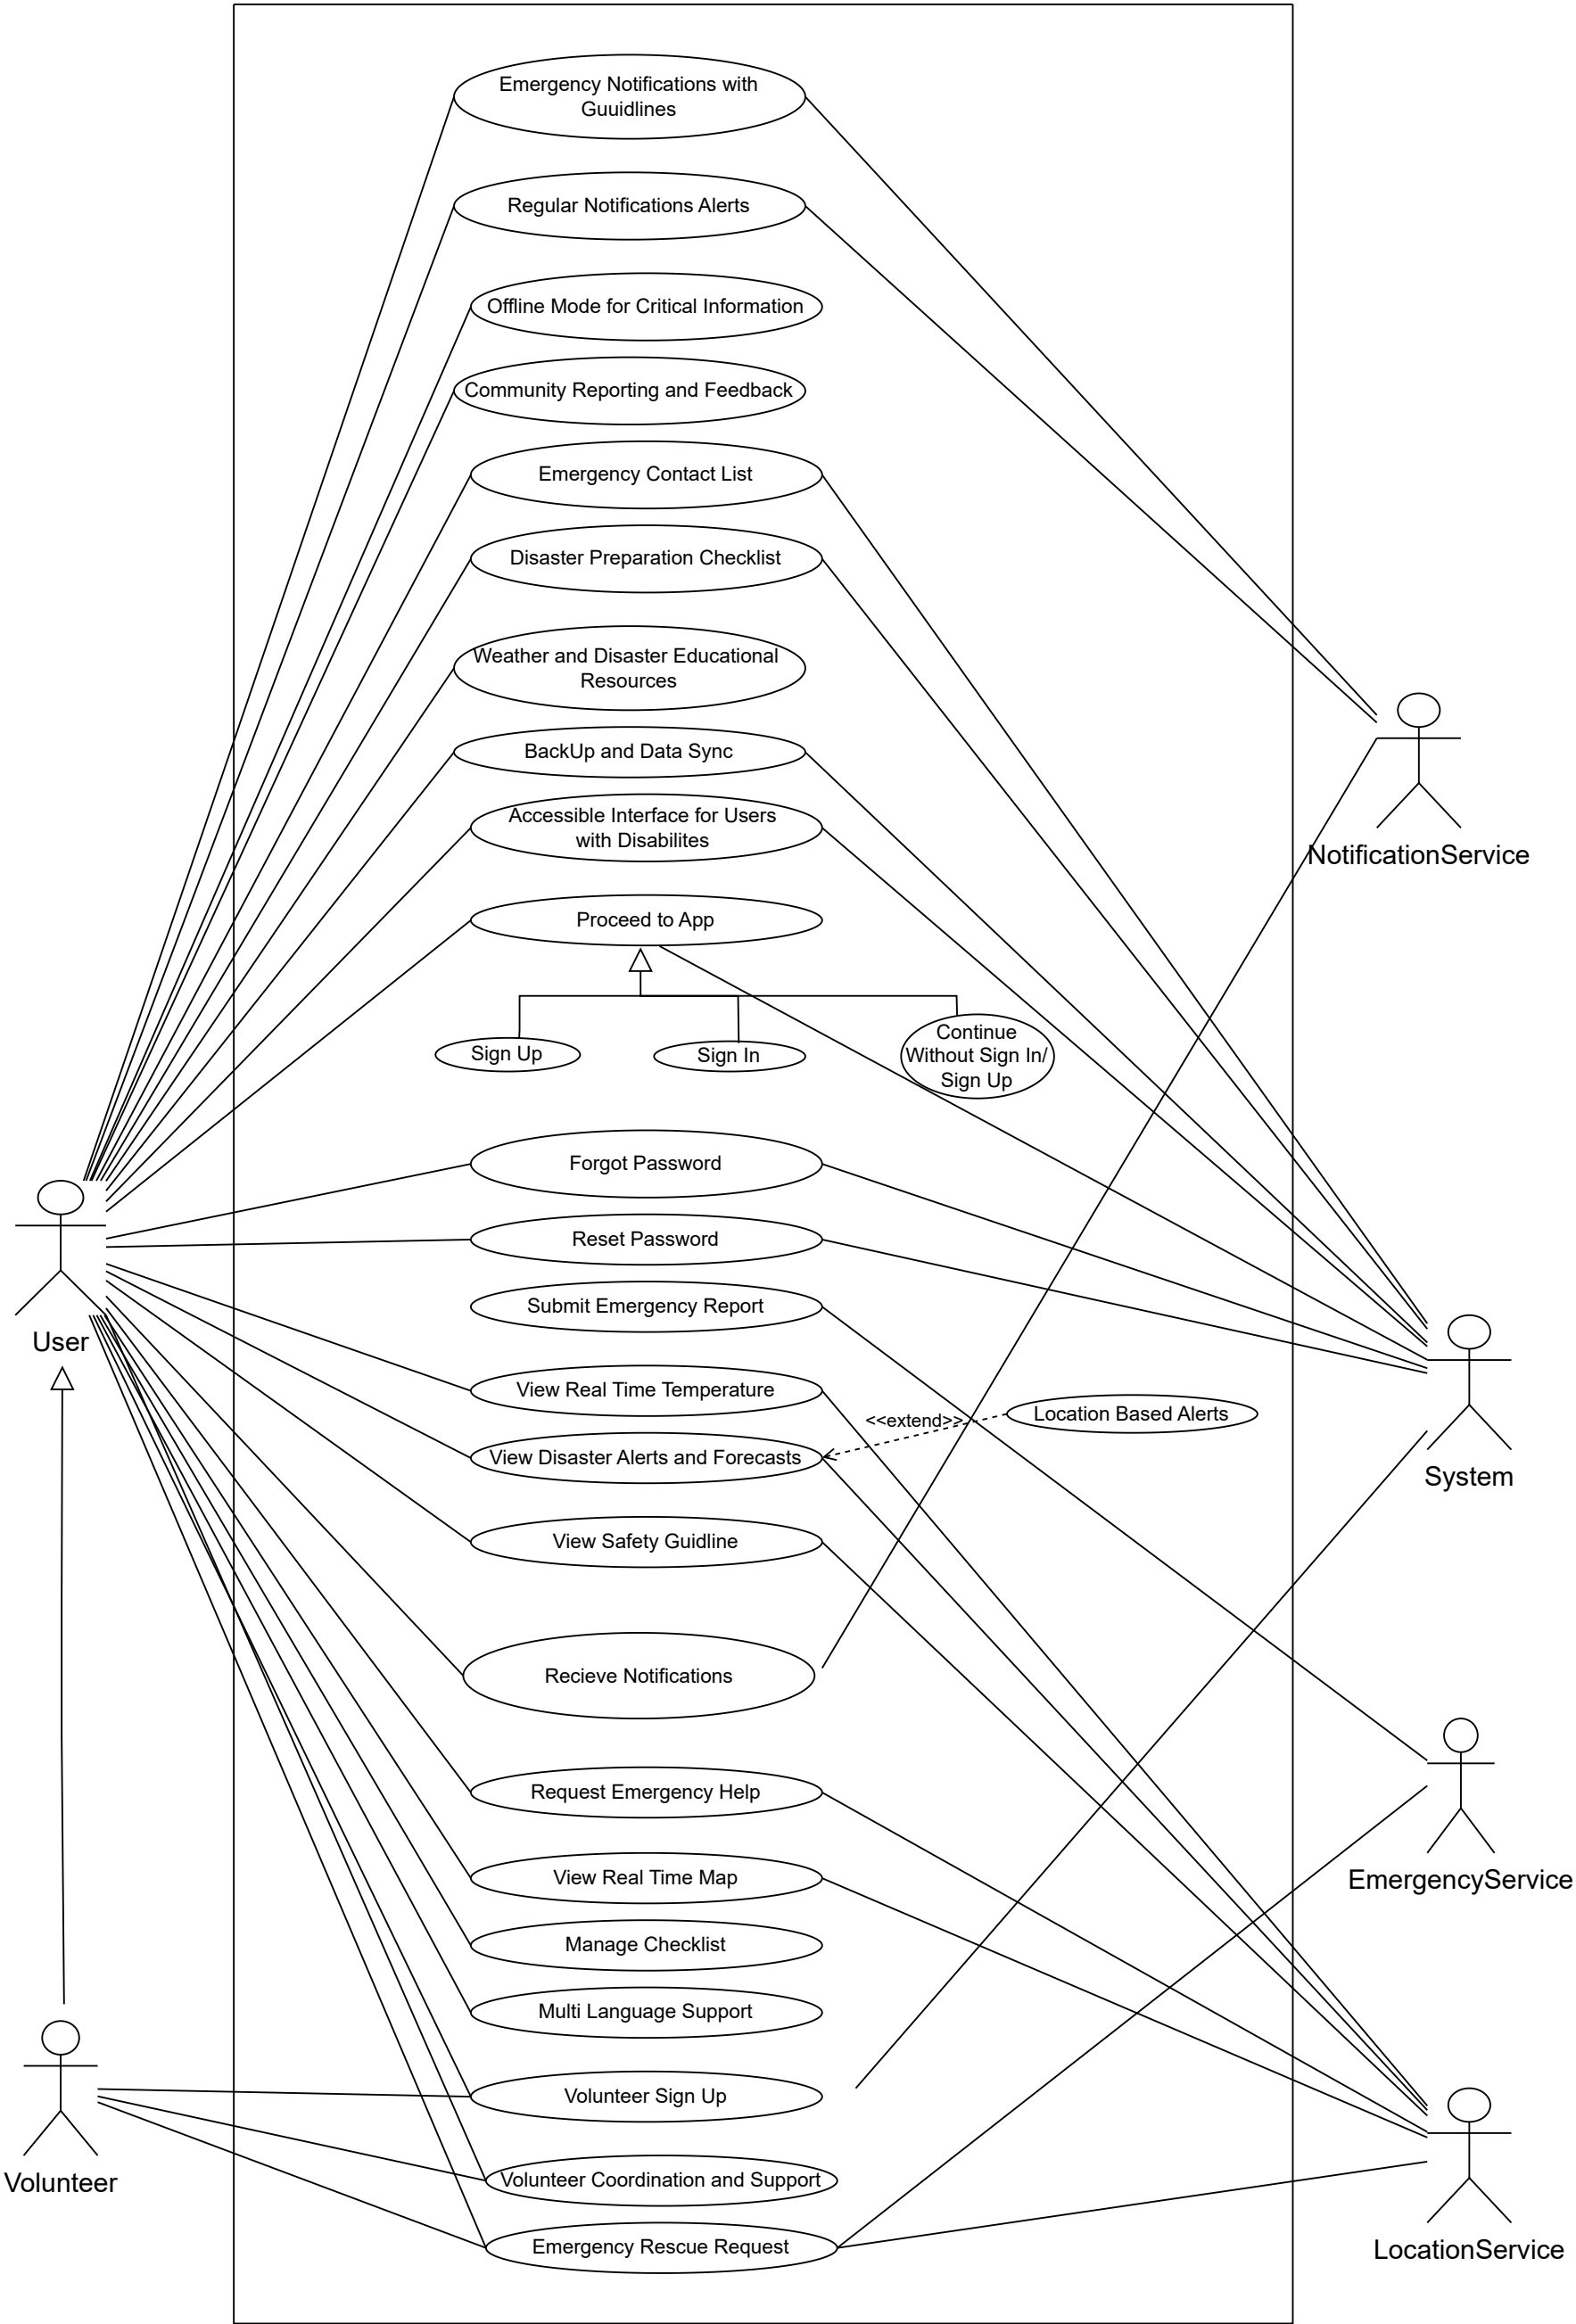 Emergency Notifications with
Guuidlines
Regular Notifications Alerts
Offline Mode for Critical Information
Community Reporting and Feedback
Emergency Contact List
Disaster Preparation Checklist
Weather and Disaster Educational
Resources
BackUp and Data Sync
Accessible Interface for Users
with Disabilites
NotificationService
Proceed to App
Sign Up
Sign In
Continue
Without Sign In/
Sign Up
Forgot Password
Reset Password
Submit Emergency Report
User
View Real Time Temperature
<<extend>>
Location Based Alerts
View Disaster Alerts and Forecasts
System
View Safety Guidline
Recieve Notifications
Request Emergency Help
View Real Time Map
EmergencyService
Manage Checklist
Multi Language Support
Volunteer Sign Up
Volunteer
Volunteer Coordination and Support
Emergency Rescue Request
LocationService